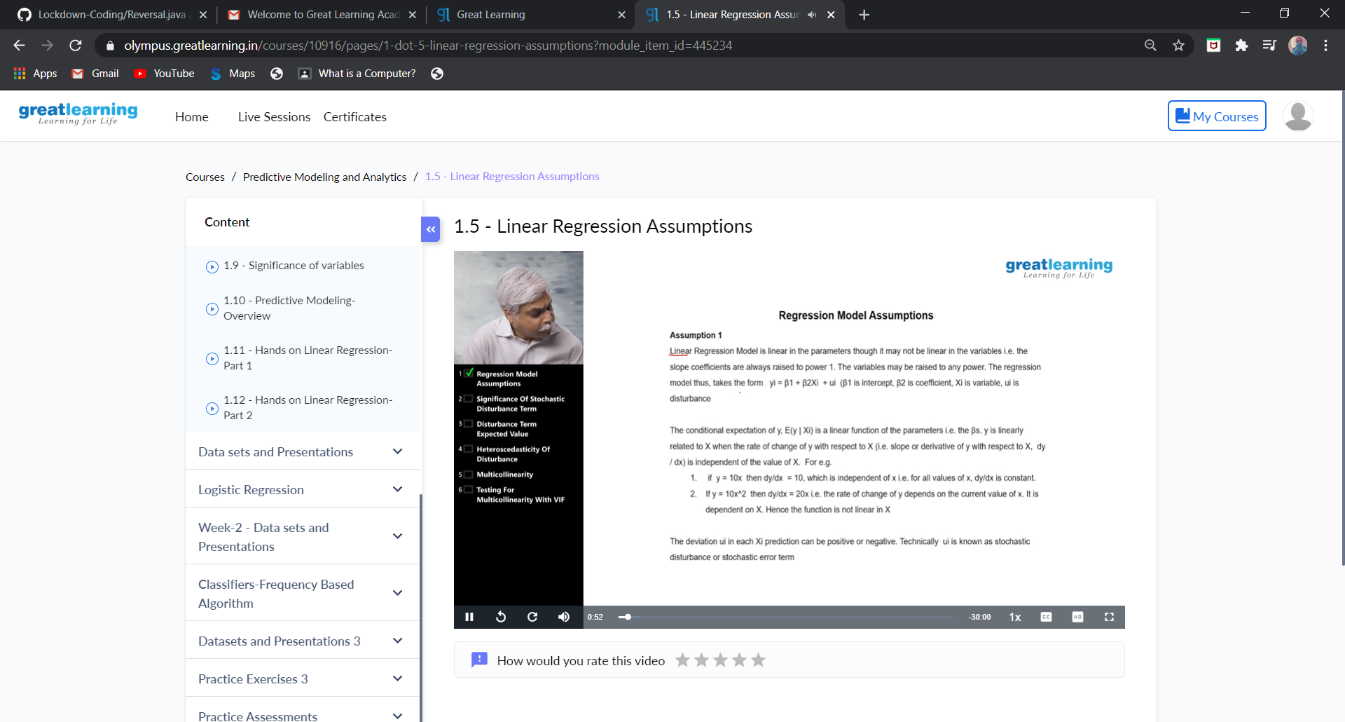 Lockdown-Coding/Reversal.java
Welcome to Great Learning Acad
Great Learning
1.5 - Linear Regression Assum
olympus.greatlearning.in/courses/10916/pages/1-dot-5-linear-regression-assumptions?module_item_id=445234
Apps
Gmail
YouTube
Maps
What is a Computer?
greatlearning
Learning for Life
Home
Live Sessions
Certificates
My Courses
Courses / Predictive Modeling and Analytics / 1.5 - Linear Regression Assumptions
Content
1.9 - Significance of variables
1.10 - Predictive Modeling-
Overview
1.11 - Hands on Linear Regression-
Part 1
1.12 - Hands on Linear Regression-
Part 2
Data sets and Presentations
Logistic Regression
Week-2 - Data sets and
Presentations
Classifiers-Frequency Based
Algorithm
Datasets and Presentations 3
Practice Exercises 3
Practice Assessments
1.5 - Linear Regression Assumptions
1 Regression Model
Assumptions
2 Significance Of Stochastic
Disturbance Term
3 Disturbance Term
Expected Value
4 Heteroscedasticity Of
Disturbance
5 Multicollinearity
6 Testing For
Multicollinearity With VIF
greatlearning
Learning for Life
Regression Model Assumptions
Assumption 1
Linear Regression Model is linear in the parameters though it may not be linear in the variables i.e. the
slope coefficients are always raised to power 1. The variables may be raised to any power. The regression
model thus, takes the form yi = β1 + β2Xi + ui (β1 is intercept, β2 is coefficient, Xi is variable, ui is
disturbance
The conditional expectation of y, E(y | Xi) is a linear function of the parameters i.e. the βs. y is linearly
related to X when the rate of change of y with respect to X (i.e. slope or derivative of y with respect to X, dy
/ dx) is independent of the value of X. For e.g.
1. if y = 10x then dy/dx = 10, which is independent of x i.e. for all values of x, dy/dx is constant.
2. If y = 10x^2 then dy/dx = 20x i.e. the rate of change of y depends on the current value of x. It is
dependent on X. Hence the function is not linear in X
The deviation ui in each Xi prediction can be positive or negative. Technically ui is known as stochastic
disturbance or stochastic error term
0:52
-30:00
1x
CC
HD
How would you rate this video